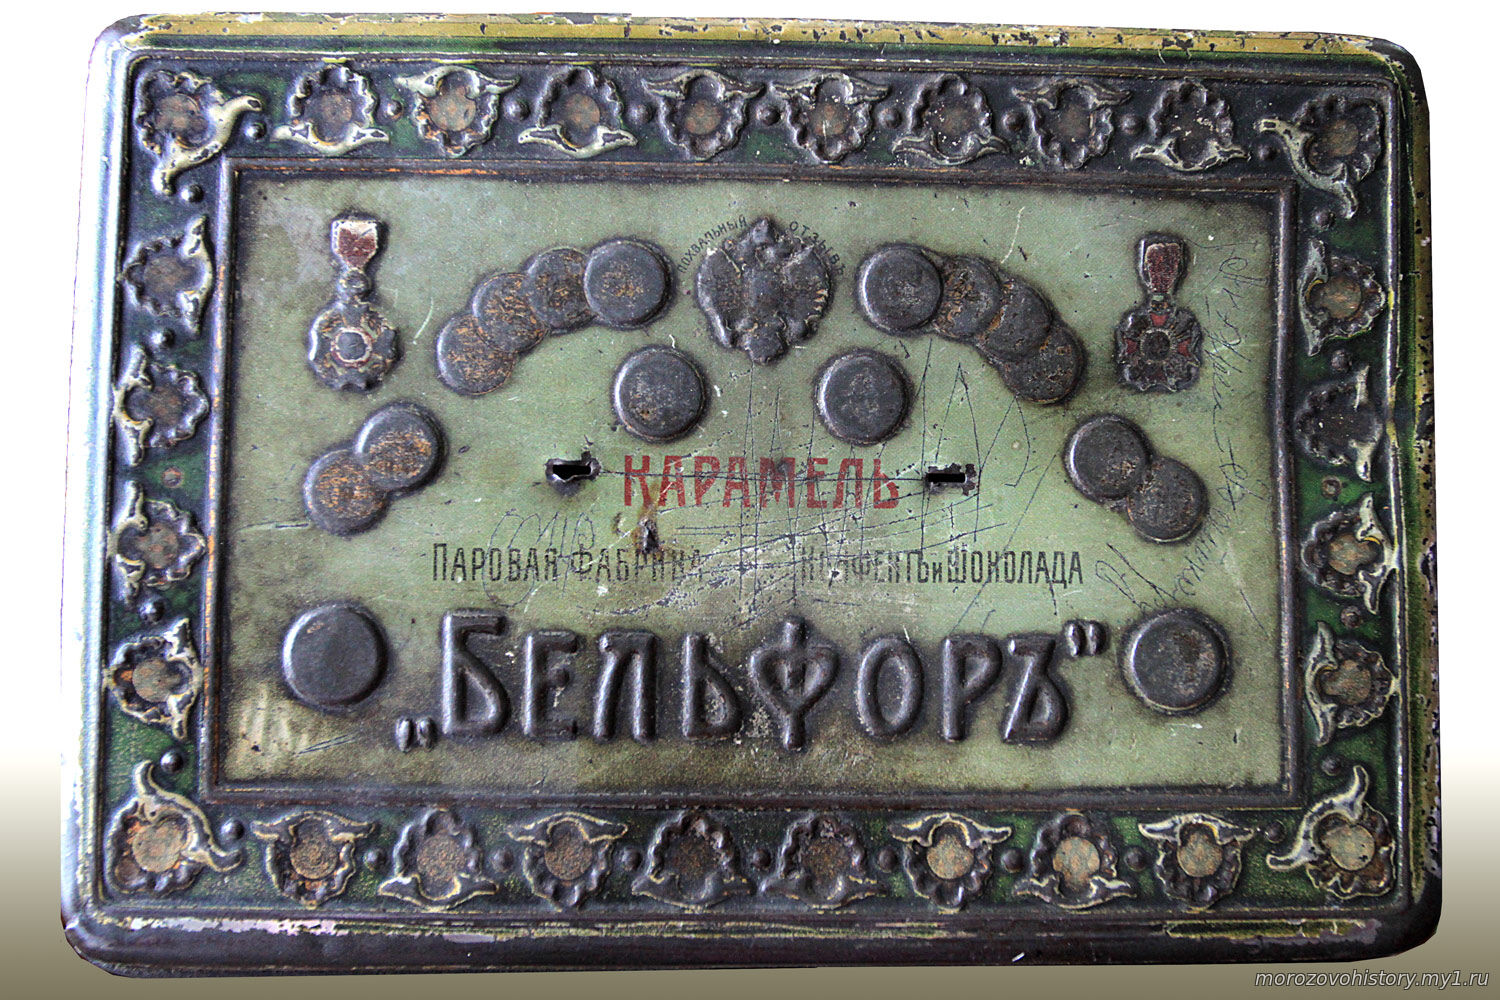 ПОХВАЛЬНЫЙ ОТЗЫВЪ
КАРАМЕЛЬ
ПАРОВАЯ ФАБРИКА КОНФЕКТЪ и ШОКОЛАДА
„БЕЛЬФОРЪ”
morozovohistory.my1.ru